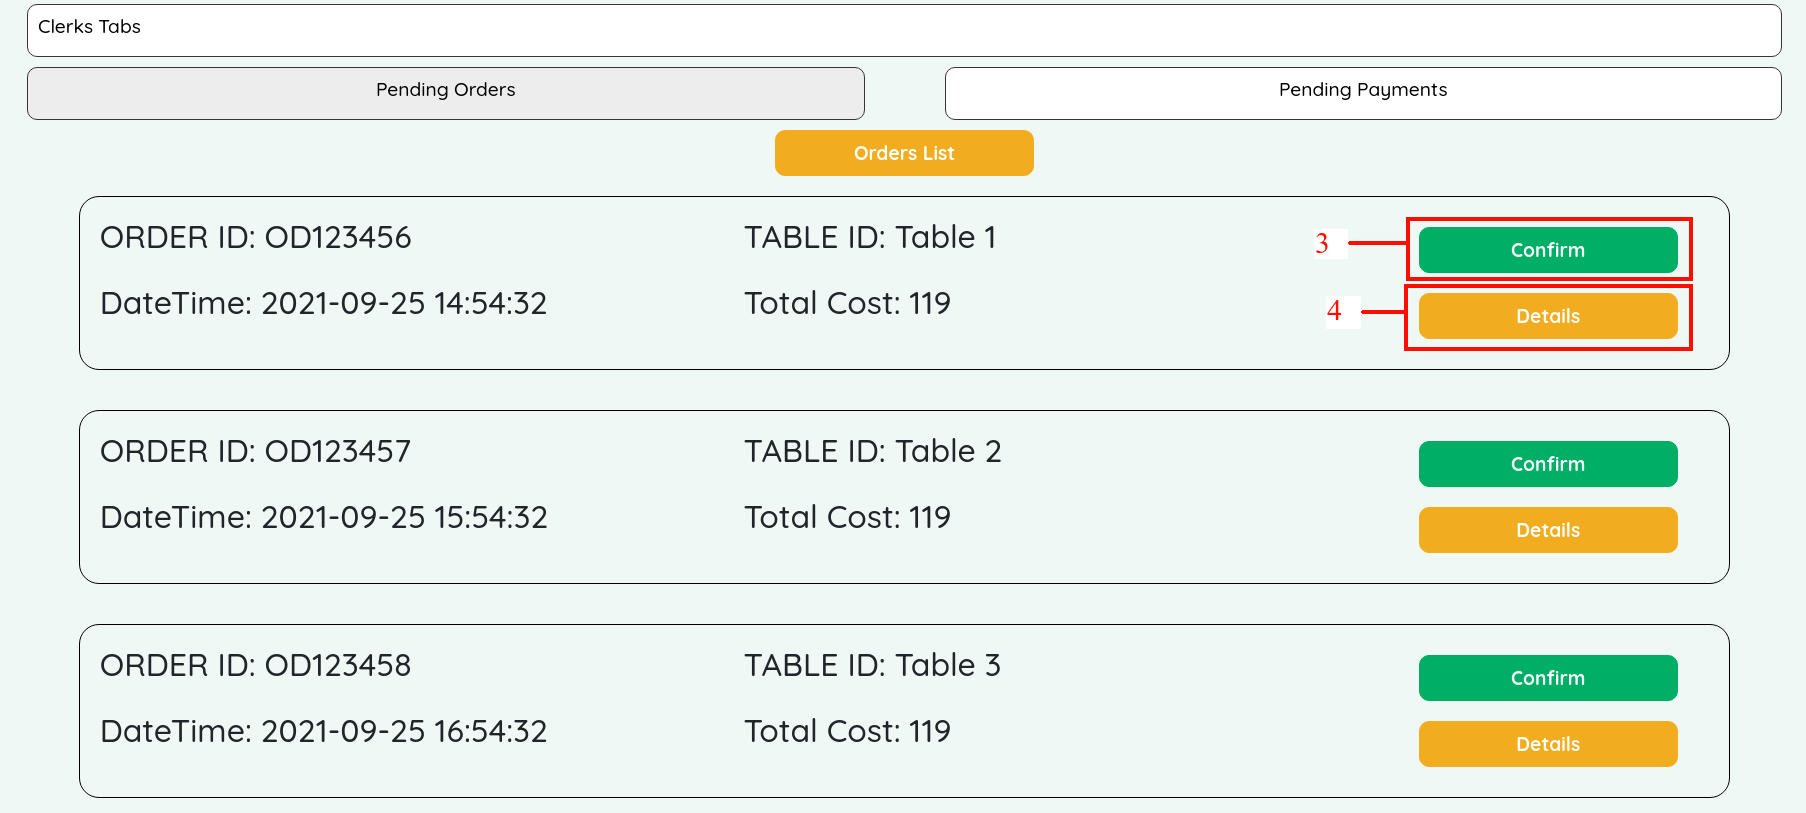 Clerks Tabs
Pending Orders
Pending Payments
Orders List
ORDER ID: OD123456
TABLE ID: Table 1
3
Confirm
DateTime: 2021-09-25 14:54:32
Total Cost: 119
4
Details
ORDER ID: OD123457
TABLE ID: Table 2
Confirm
DateTime: 2021-09-25 15:54:32
Total Cost: 119
Details
ORDER ID: OD123458
TABLE ID: Table 3
Confirm
DateTime: 2021-09-25 16:54:32
Total Cost: 119
Details